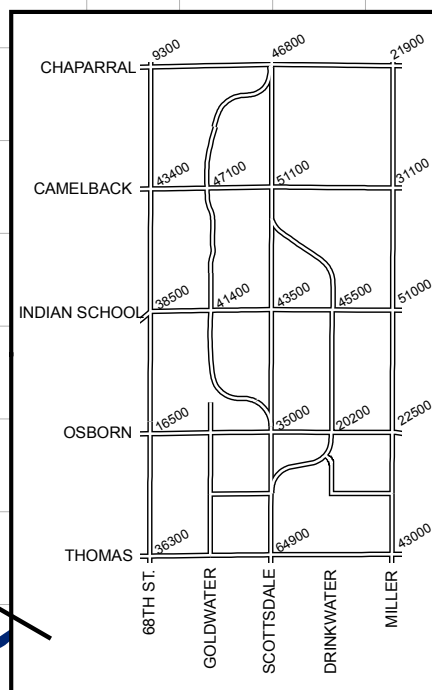 9300 46800 21900
CHAPARRAL
43400 47100 51100 31100
CAMELBACK
38500 41400 43500 45500 51000
INDIAN SCHOOL
16500 35000 20200 22500
OSBORN
36300 64900 43000
THOMAS
68TH ST.
GOLDWATER
SCOTTSDALE
DRINKWATER
MILLER